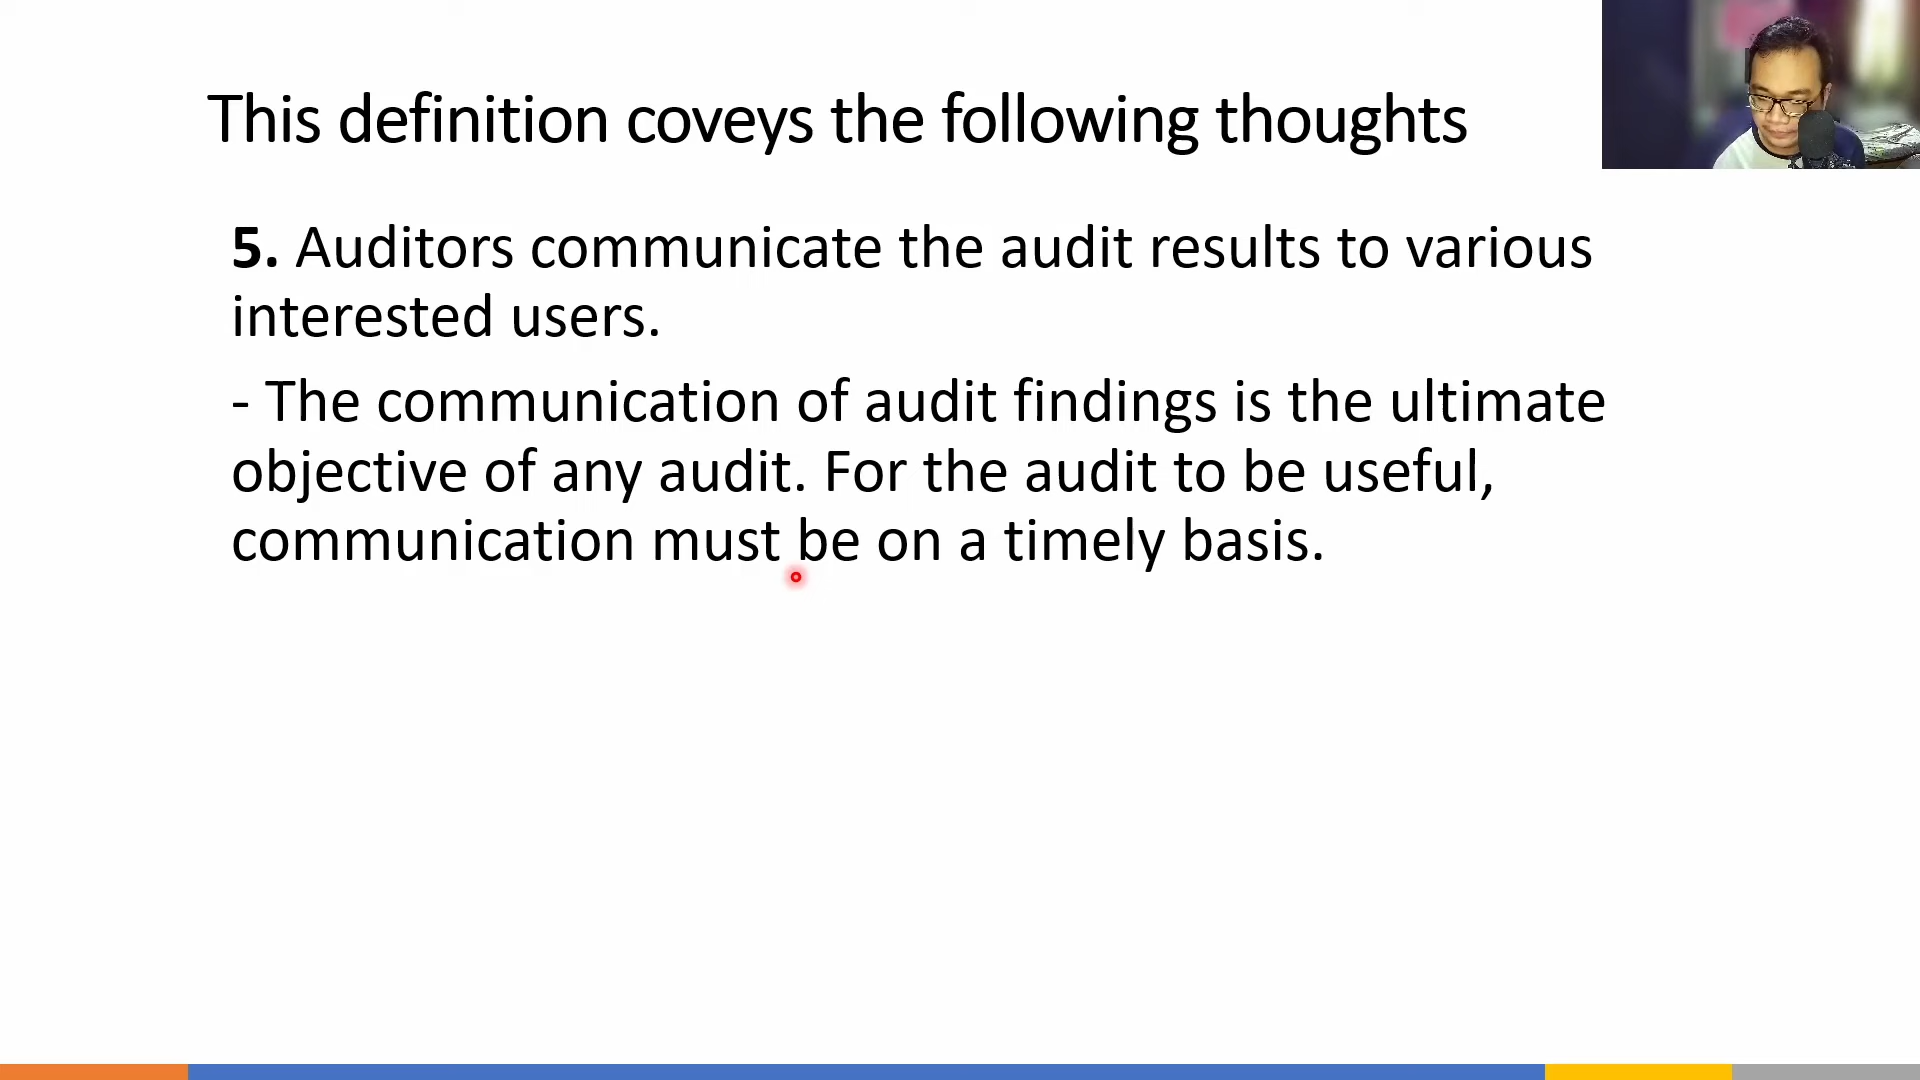 This definition coveys the following thoughts
5. Auditors communicate the audit results to various
interested users.
- The communication of audit findings is the ultimate
objective of any audit. For the audit to be useful,
communication must be on a timely basis.